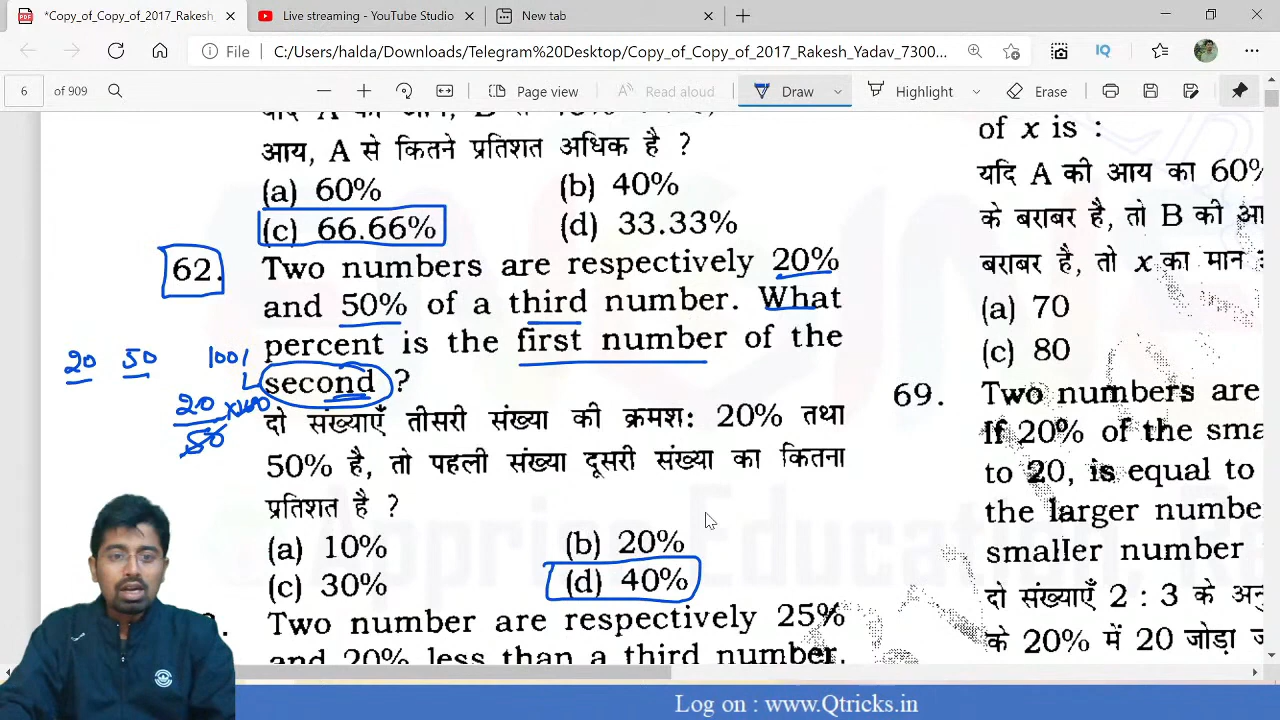 *Copy_of_Copy_of_2017_Rakesh_
Live streaming - YouTube Studio
New tab
File
C:/Users/halda/Downloads/Telegram%20Desktop/Copy_of_Copy_of_2017_Rakesh_Yadav_7300...
IQ
6 of 909
Page view
Read aloud
Draw
Highlight
Erase
आय, A से कितने प्रतिशत अधिक है ?
(a) 60% (b) 40%
(c) 66.66% (d) 33.33%
62. Two numbers are respectively 20%
and 50% of a third number. What
percent is the first number of the
second ?
दो संख्याएँ तीसरी संख्या की क्रमश: 20% तथा
50% है, तो पहली संख्या दूसरी संख्या का कितना
प्रतिशत है ?
(a) 10% (b) 20%
(c) 30% (d) 40%
Two number are respectively 25%
and 20% less than a third number.
20 50 100
20
50
x100
of x is :
यदि A की आय का 60%
के बराबर है, तो B की आ
बराबर है, तो x का मान
(a) 70
(c) 80
69. Two numbers are
If 20% of the sma
to 20, is equal to
the larger number
smaller number
दो संख्याएँ 2 : 3 के अनु
के 20% में 20 जोड़ा ज
Log on : www.Qtricks.in